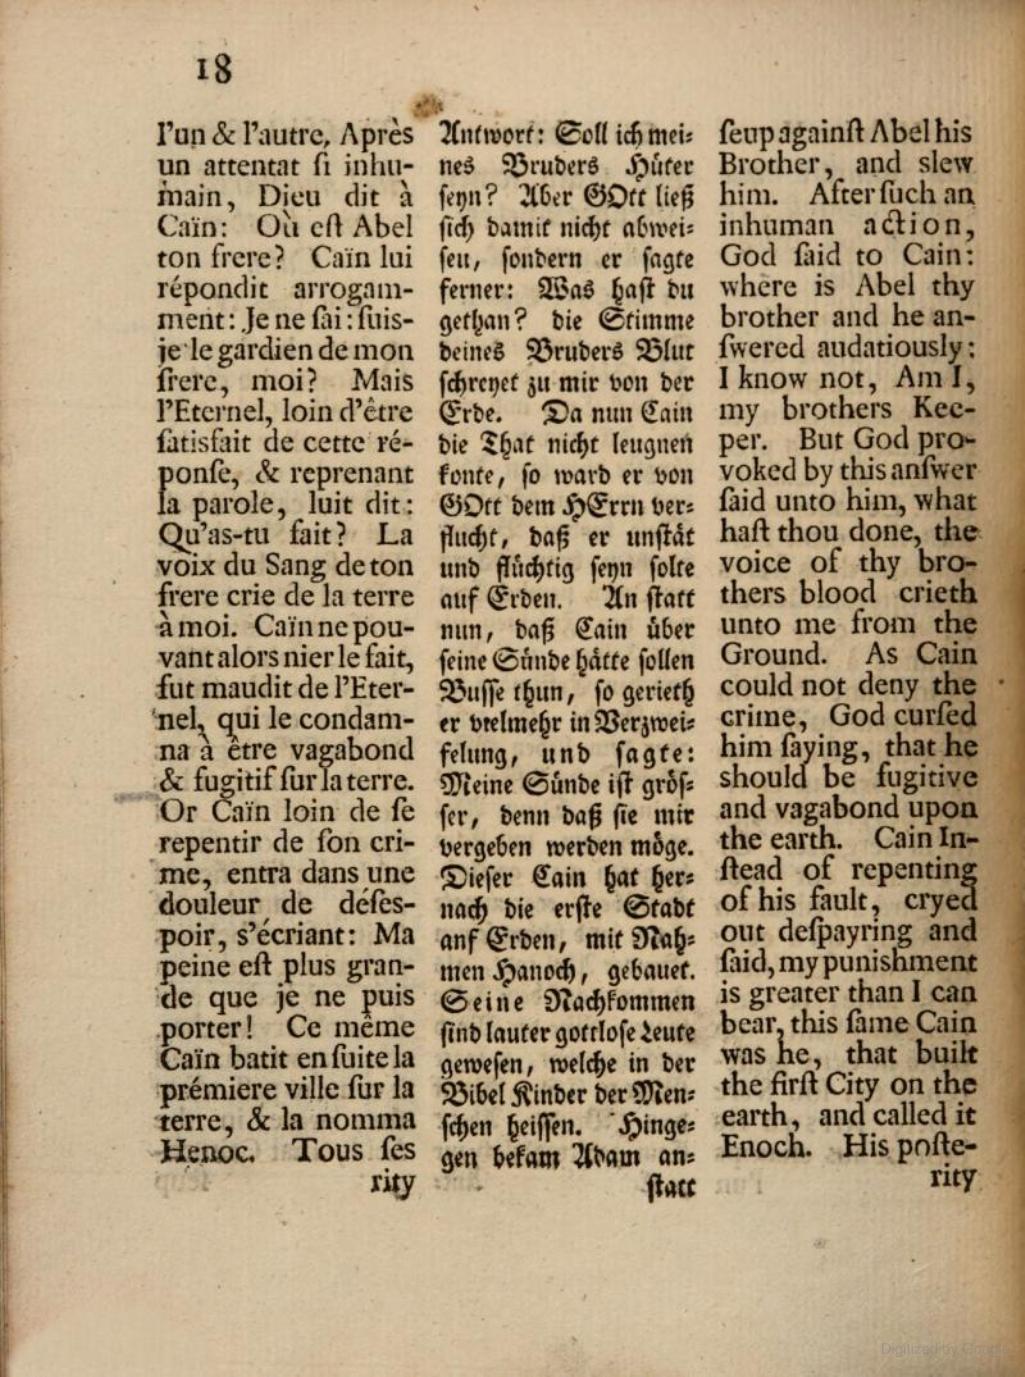 18
l'un & l'autre, Après
un attentat ſi inhu-
main, Dieu dit à
Caïn: Où eſt Abel
ton frere? Caïn lui
répondit arrogam-
ment: Je ne ſai: ſuis-
je le gardien de mon
frere, moi? Mais
l'Eternel, loin d'être
ſatisfait de cette ré-
ponſe, & reprenant
la parole, luit dit:
Qu'as-tu fait? La
voix du Sang de ton
frere crie de la terre
à moi. Caïn ne pou-
vant alors nier le fait,
fut maudit de l'Eter-
nel, qui le condam-
na à être vagabond
& fugitif ſur la terre.
Or Caïn loin de ſe
repentir de ſon cri-
me, entra dans une
douleur de déſes-
poir, s'écriant: Ma
peine eſt plus gran-
de que je ne puis
porter! Ce même
Caïn batit enſuite la
prémiere ville ſur la
terre, & la nomma
Henoc. Tous ſes
rity
Antwort: Soll ich mei⸗
nes Bruders Hüter
ſeyn? Aber GOtt ließ
ſich damit nicht abwei⸗
ſen, ſondern er ſagte
ferner: Was haſt du
gethan? die Stimme
deines Bruders Blut
ſchreyet zu mir von der
Erde. Da nun Cain
die That nicht leugnen
konte, ſo ward er von
GOtt dem HErrn ver⸗
flucht, daß er unſtät
und flüchtig ſeyn ſolte
auf Erden. An ſtatt
nun, daß Cain über
ſeine Sünde hätte ſollen
Buſſe thun, ſo gerieth
er vielmehr in Verzwei⸗
felung, und ſagte:
Meine Sünde iſt gröſ⸗
ſer, denn daß ſie mir
vergeben werden möge.
Dieſer Cain hat her⸗
nach die erſte Stadt
anf Erden, mit Nah⸗
men Hanoch, gebauet.
Seine Nachkommen
ſind lauter gottloſe Leute
geweſen, welche in der
Bibel Kinder der Men⸗
ſchen heiſſen. Hinge⸗
gen bekam Adam an⸗
ſtatt
ſeup againſt Abel his
Brother, and slew
him. After ſuch an
inhuman action,
God ſaid to Cain:
where is Abel thy
brother and he an-
ſwered audatiously:
I know not, Am I,
my brothers Kee-
per. But God pro-
voked by this anſwer
ſaid unto him, what
haſt thou done, the
voice of thy bro-
thers blood crieth
unto me from the
Ground. As Cain
could not deny the
crime, God curſed
him ſaying, that he
should be fugitive
and vagabond upon
the earth. Cain In-
ſtead of repenting
of his fault, cryed
out deſpayring and
ſaid, my punishment
is greater than I can
bear, this ſame Cain
was he, that built
the firſt City on the
earth, and called it
Enoch. His poſte-
rity
Digitized by Google